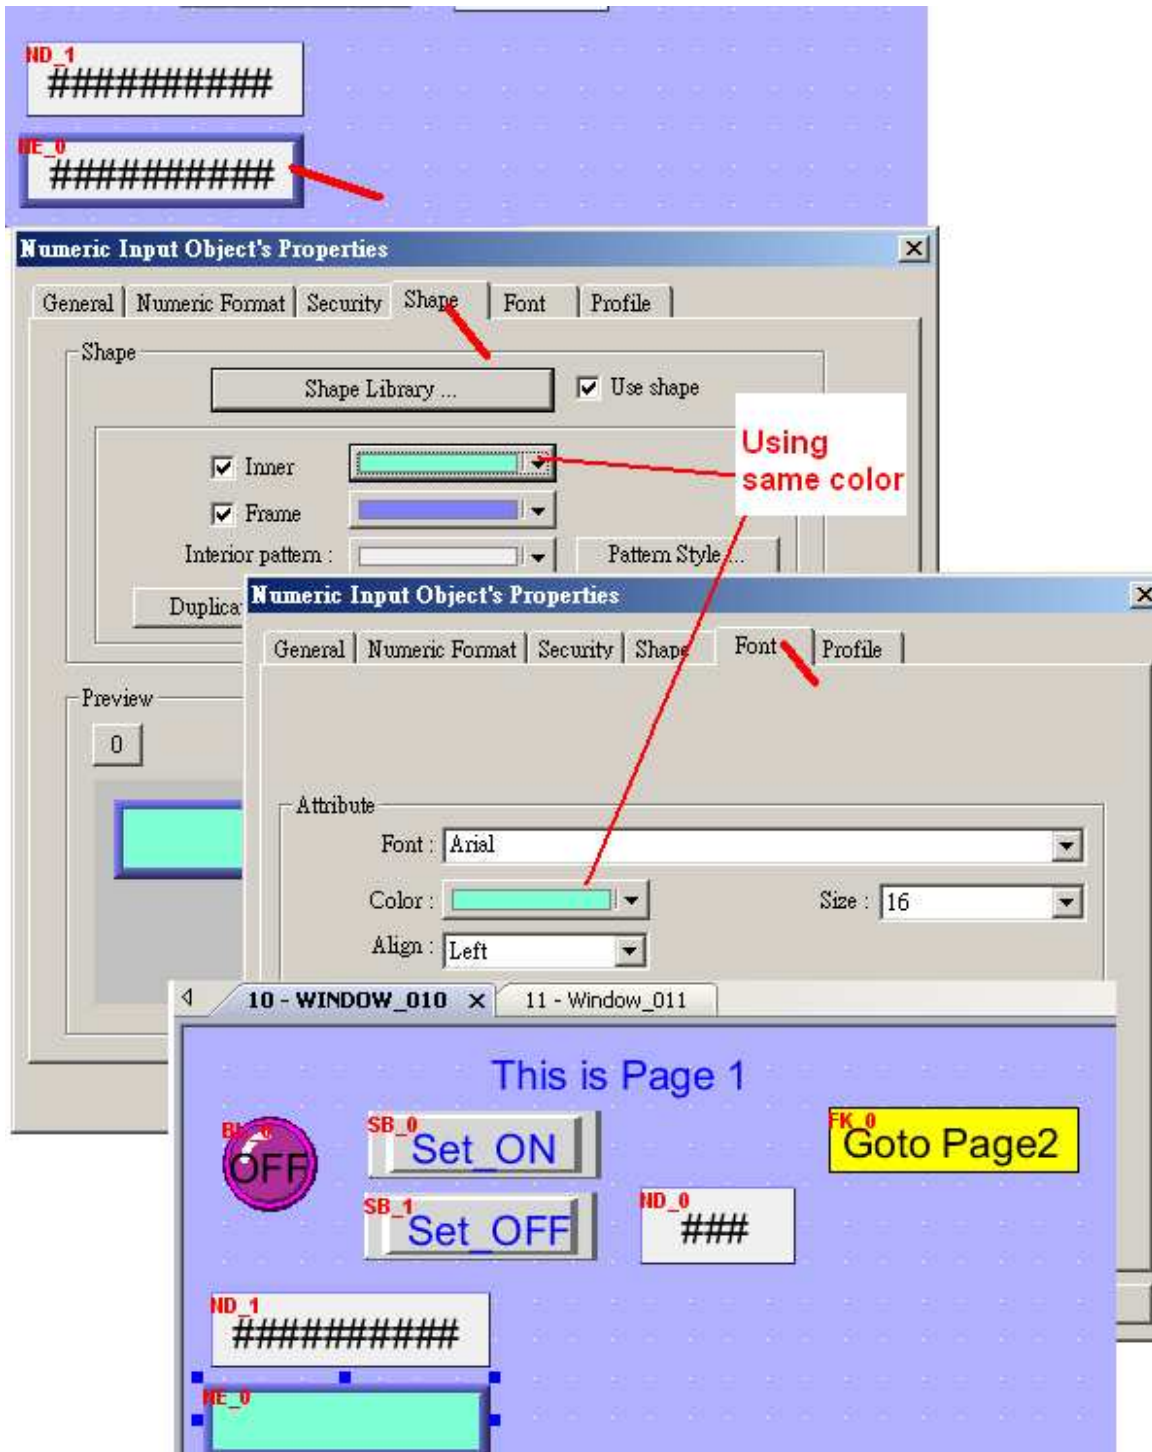 ND_1
##########
NE_0
##########
Numeric Input Object's Properties
General Numeric Format Security Shape Font Profile
Shape
Shape Library ... Use shape
Using
same color
Inner
Frame
Interior pattern : Pattern Style ...
Numeric Input Object's Properties
General Numeric Format Security Shape Font Profile
Preview
0
Attribute
Font : Arial
Color : Size : 16
Align : Left
10 - WINDOW_010 11 - Window_011
This is Page 1
OFF
SB_0
Set_ON
FK_0
Goto Page2
SB_1
Set_OFF
ND_0
###
ND_1
##########
NE_0